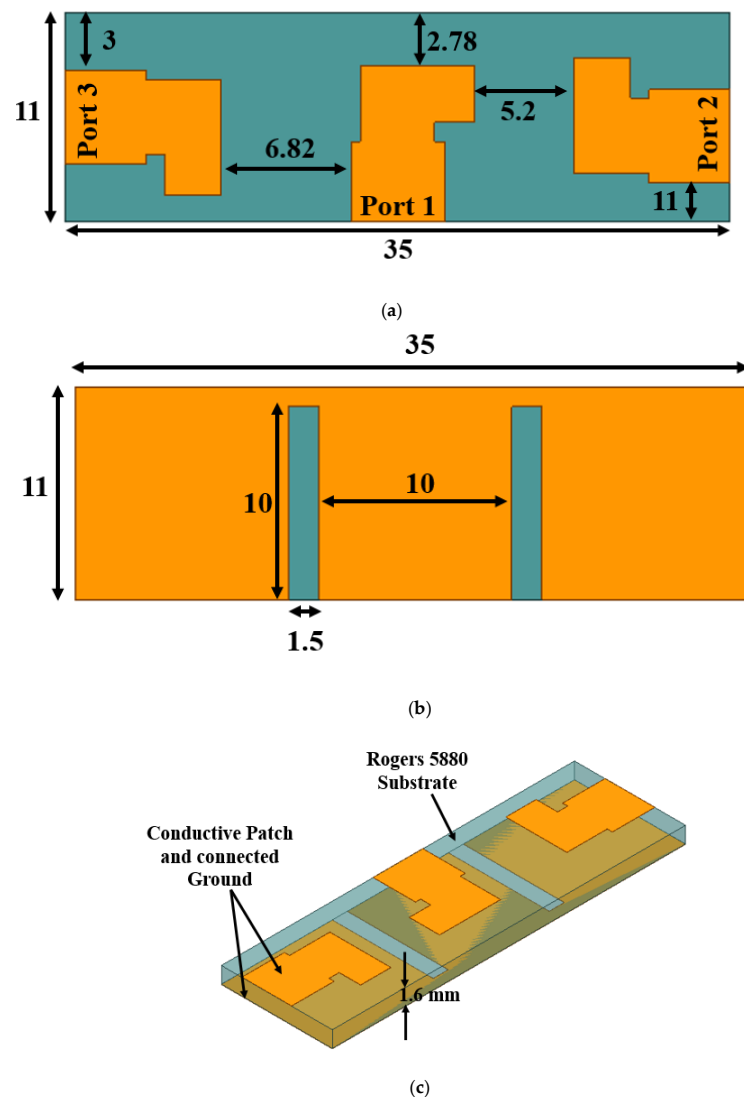 3
2.78
Port 3
11
5.2
Port 2
6.82
Port 1
11
35
(a)
35
11
10
10
1.5
(b)
Rogers 5880
Substrate
Conductive Patch
and connected
Ground
1.6 mm
(c)